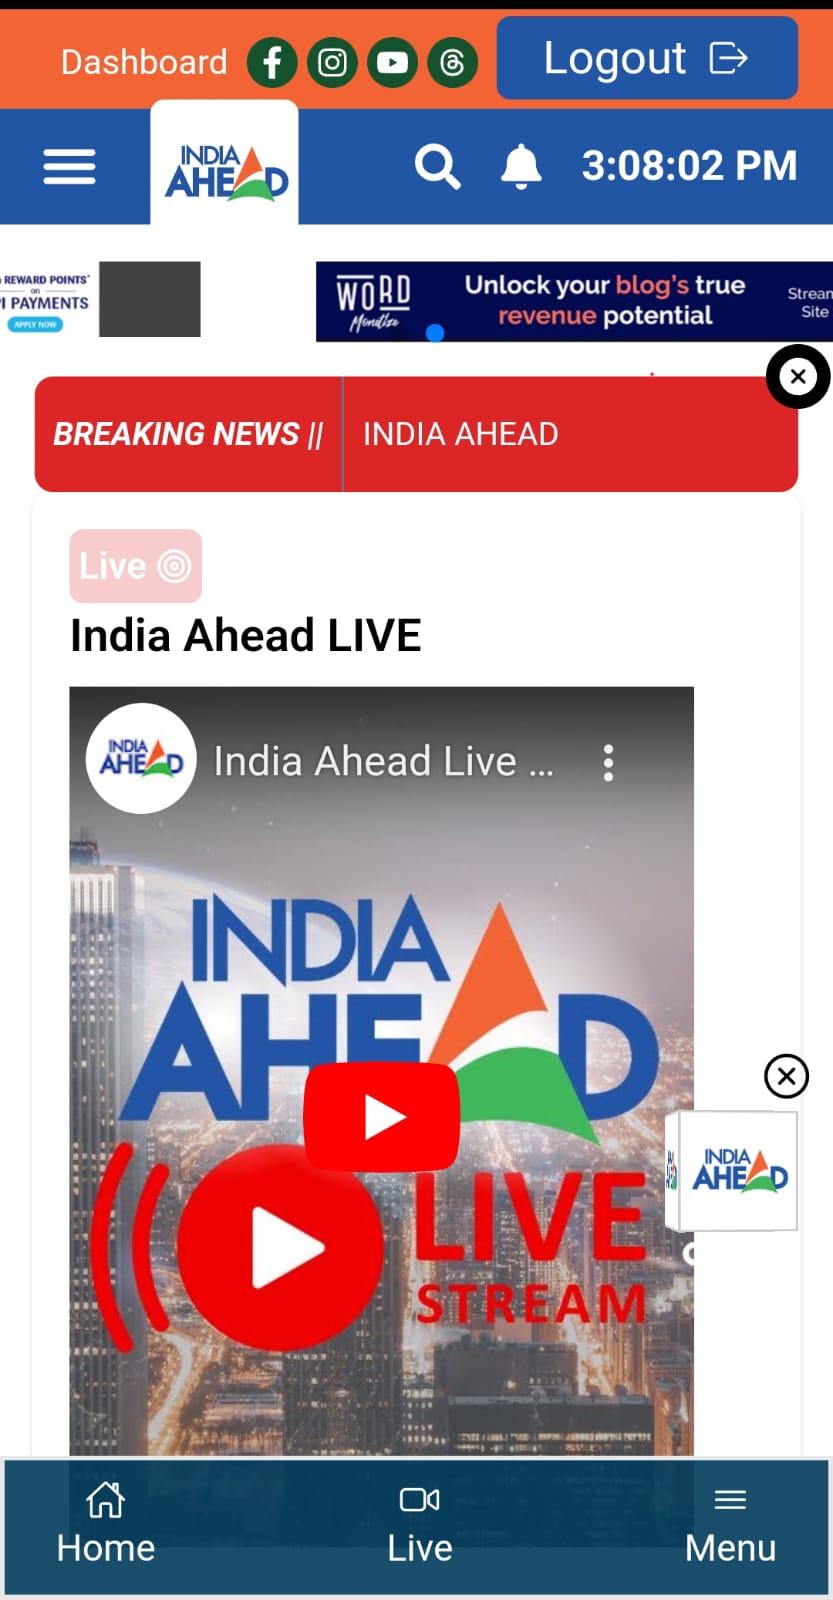 Dashboard
Logout
INDIA
AHEAD
3:08:02 PM
REWARD POINTS*
on
PI PAYMENTS
APPLY NOW
WORD
Monetize
Unlock your blog's true
revenue potential
Stream
Site
BREAKING NEWS ||
INDIA AHEAD
Live
India Ahead LIVE
INDIA
AHEAD
India Ahead Live ...
INDIA
AHEAD
LIVE
STREAM
INDIA
AHEAD
Home
Live
Menu